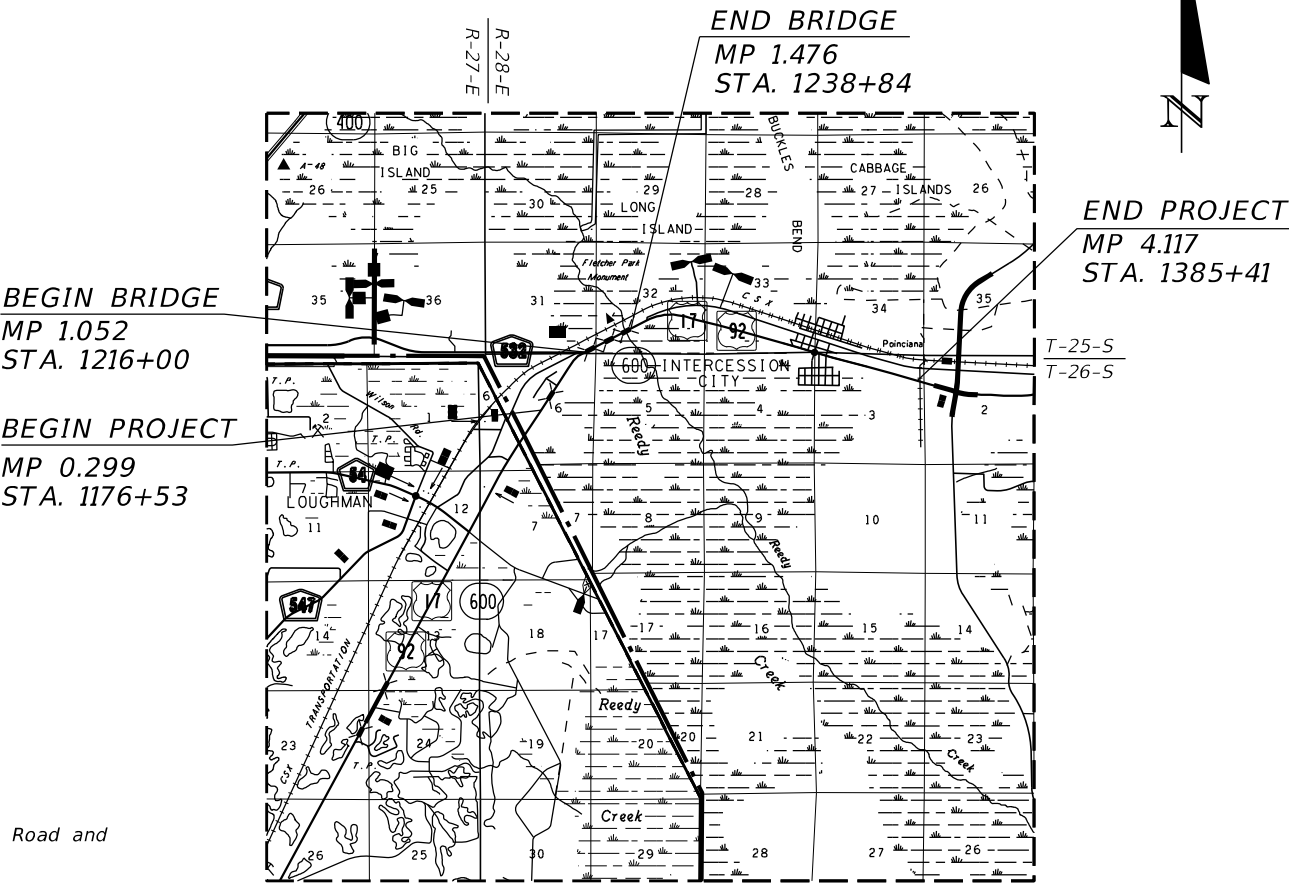 END BRIDGE
MP 1.476
STA. 1238+84
R-27-E
R-28-E
N
400
BIG
ISLAND
A-48
26
25
30
29
LONG
ISLAND
28
BUCKLES
BEND
CABBAGE
ISLANDS
27
26
END PROJECT
MP 4.117
STA. 1385+41
Fletcher Park
Monument
BEGIN BRIDGE
MP 1.052
STA. 1216+00
35
36
31
32
33
CSX
34
35
17
92
532
600
INTERCESSION
CITY
Poinciana
T-25-S
T-26-S
BEGIN PROJECT
MP 0.299
STA. 1176+53
T.P.
Wilson
Rd.
2
1
6
6
5
4
3
2
T.P.
T.P.
54
LOUGHMAN
Reedy
11
12
7
7
8
9
10
11
Reedy
547
17
600
14
13
92
18
17
17
16
15
14
Creek
TRANSPORTATION
CSX
Reedy
23
24
19
20
20
21
22
23
T.P.
Creek
Creek
Road and
26
25
30
29
28
27
26